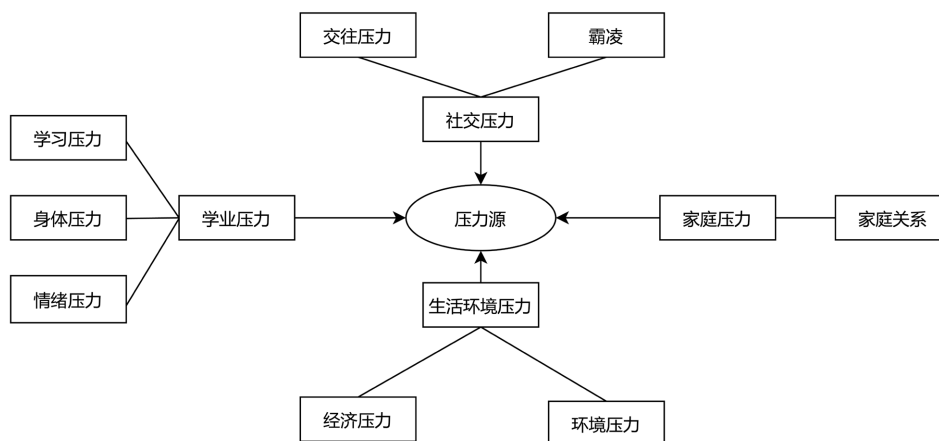 交往压力
霸凌
社交压力
学习压力
身体压力
学业压力
压力源
家庭压力
家庭关系
情绪压力
生活环境压力
经济压力
环境压力